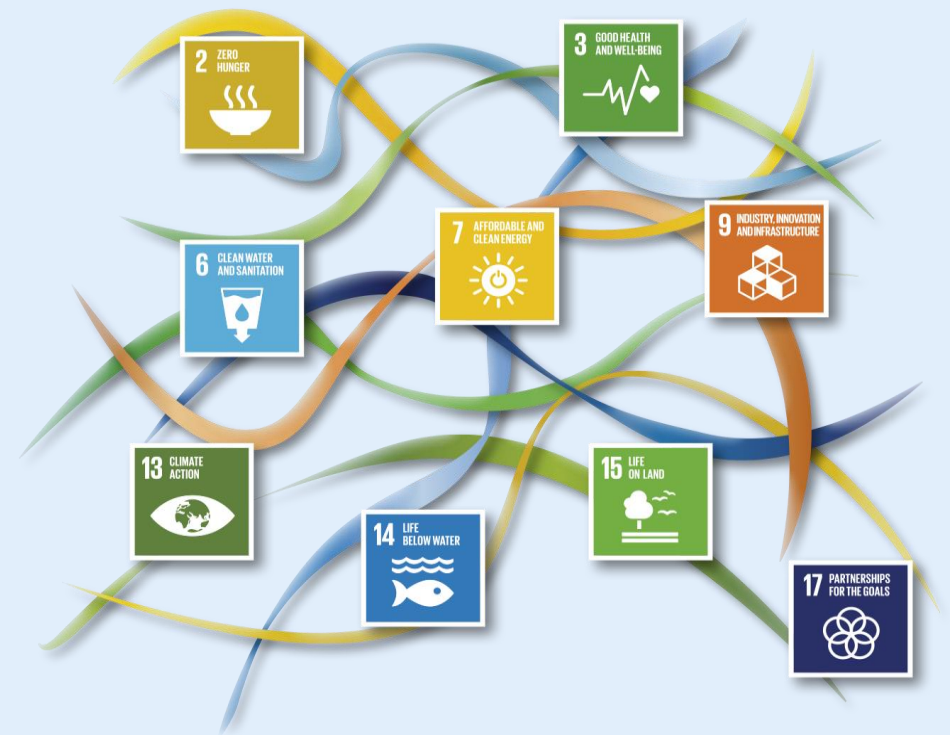 2 ZERO
HUNGER
3 GOOD HEALTH
AND WELL-BEING
6 CLEAN WATER
AND SANITATION
7 AFFORDABLE AND
CLEAN ENERGY
9 INDUSTRY, INNOVATION
AND INFRASTRUCTURE
13 CLIMATE
ACTION
14 LIFE
BELOW WATER
15 LIFE
ON LAND
17 PARTNERSHIPS
FOR THE GOALS